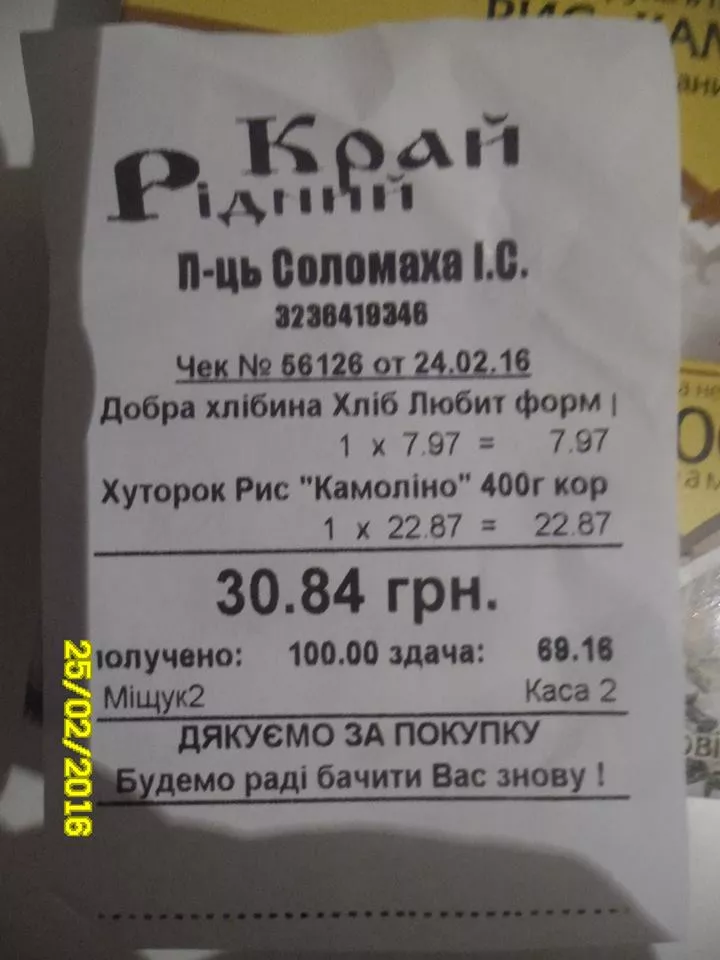 Край
Рідний
П-ць Соломаха І.С.
3236419346
Чек № 56126 от 24.02.16
Добра хлібина Хліб Любит форм
1 x 7.97 = 7.97
Хуторок Рис "Камоліно" 400г кор
1 x 22.87 = 22.87
30.84 грн.
получено: 100.00 здача: 69.16
Міщук2 Каса 2
ДЯКУЄМО ЗА ПОКУПКУ
Будемо раді бачити Вас знову !
25/02/2016